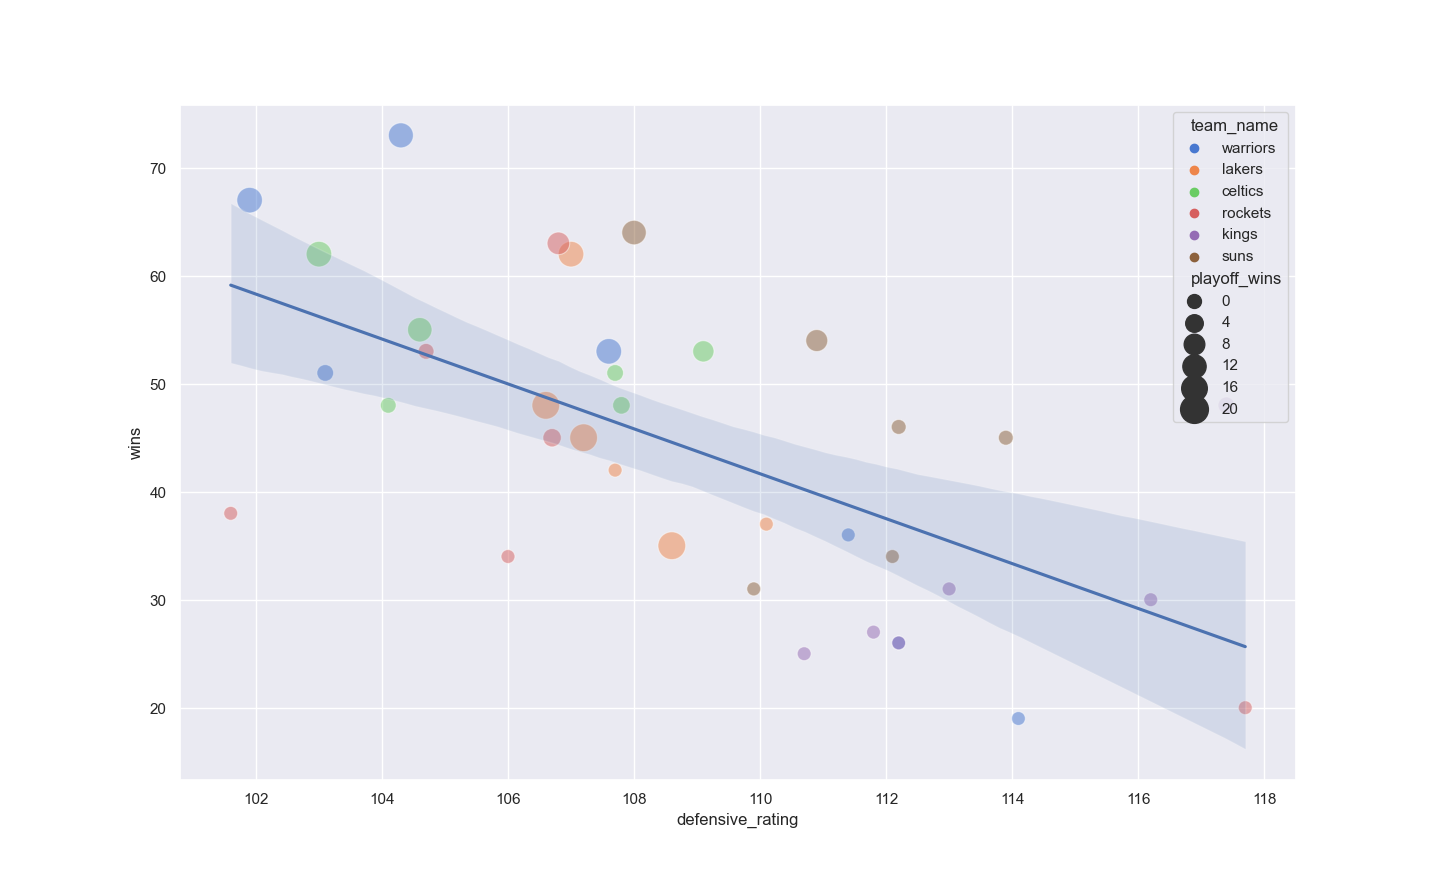 team_name
warriors
lakers
celtics
rockets
kings
suns
playoff_wins
0
4
8
12
16
20
70
60
50
40
30
20
wins
102 104 106 108 110 112 114 116 118
defensive_rating